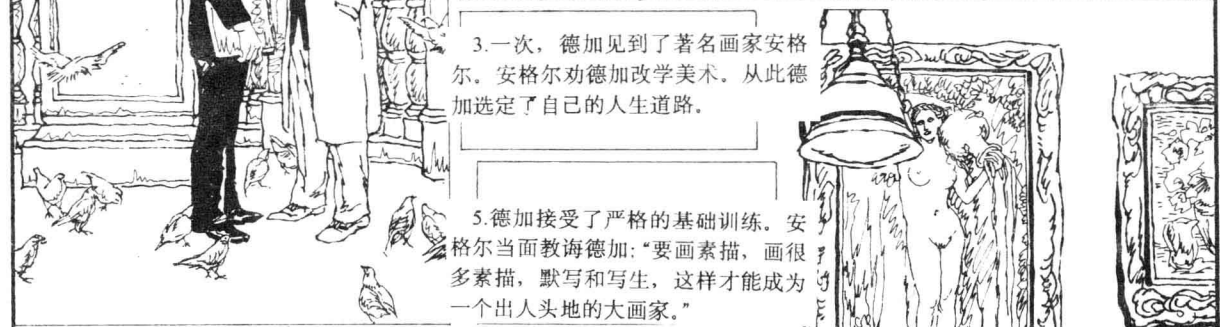 3.一次，德加见到了著名画家安格
尔。安格尔劝德加改学美术。从此德
加选定了自己的人生道路。
5.德加接受了严格的基础训练。安
格尔当面教诲德加:“要画素描，画很
多素描，默写和写生，这样才能成为
一个出人头地的大画家。”